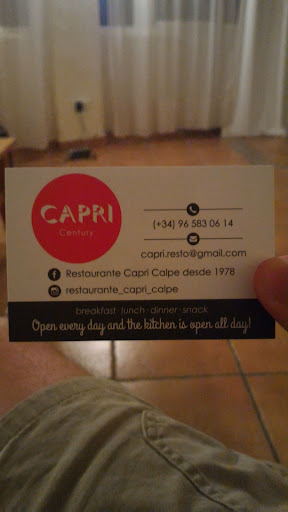 CAPRI
Century
(+34) 96 583 06 14
capri.resto@gmail.com
Restaurante Capri Calpe desde 1978
restaurante_capri_calpe
breakfast · lunch · dinner · snack
Open every day and the kitchen is open all day!